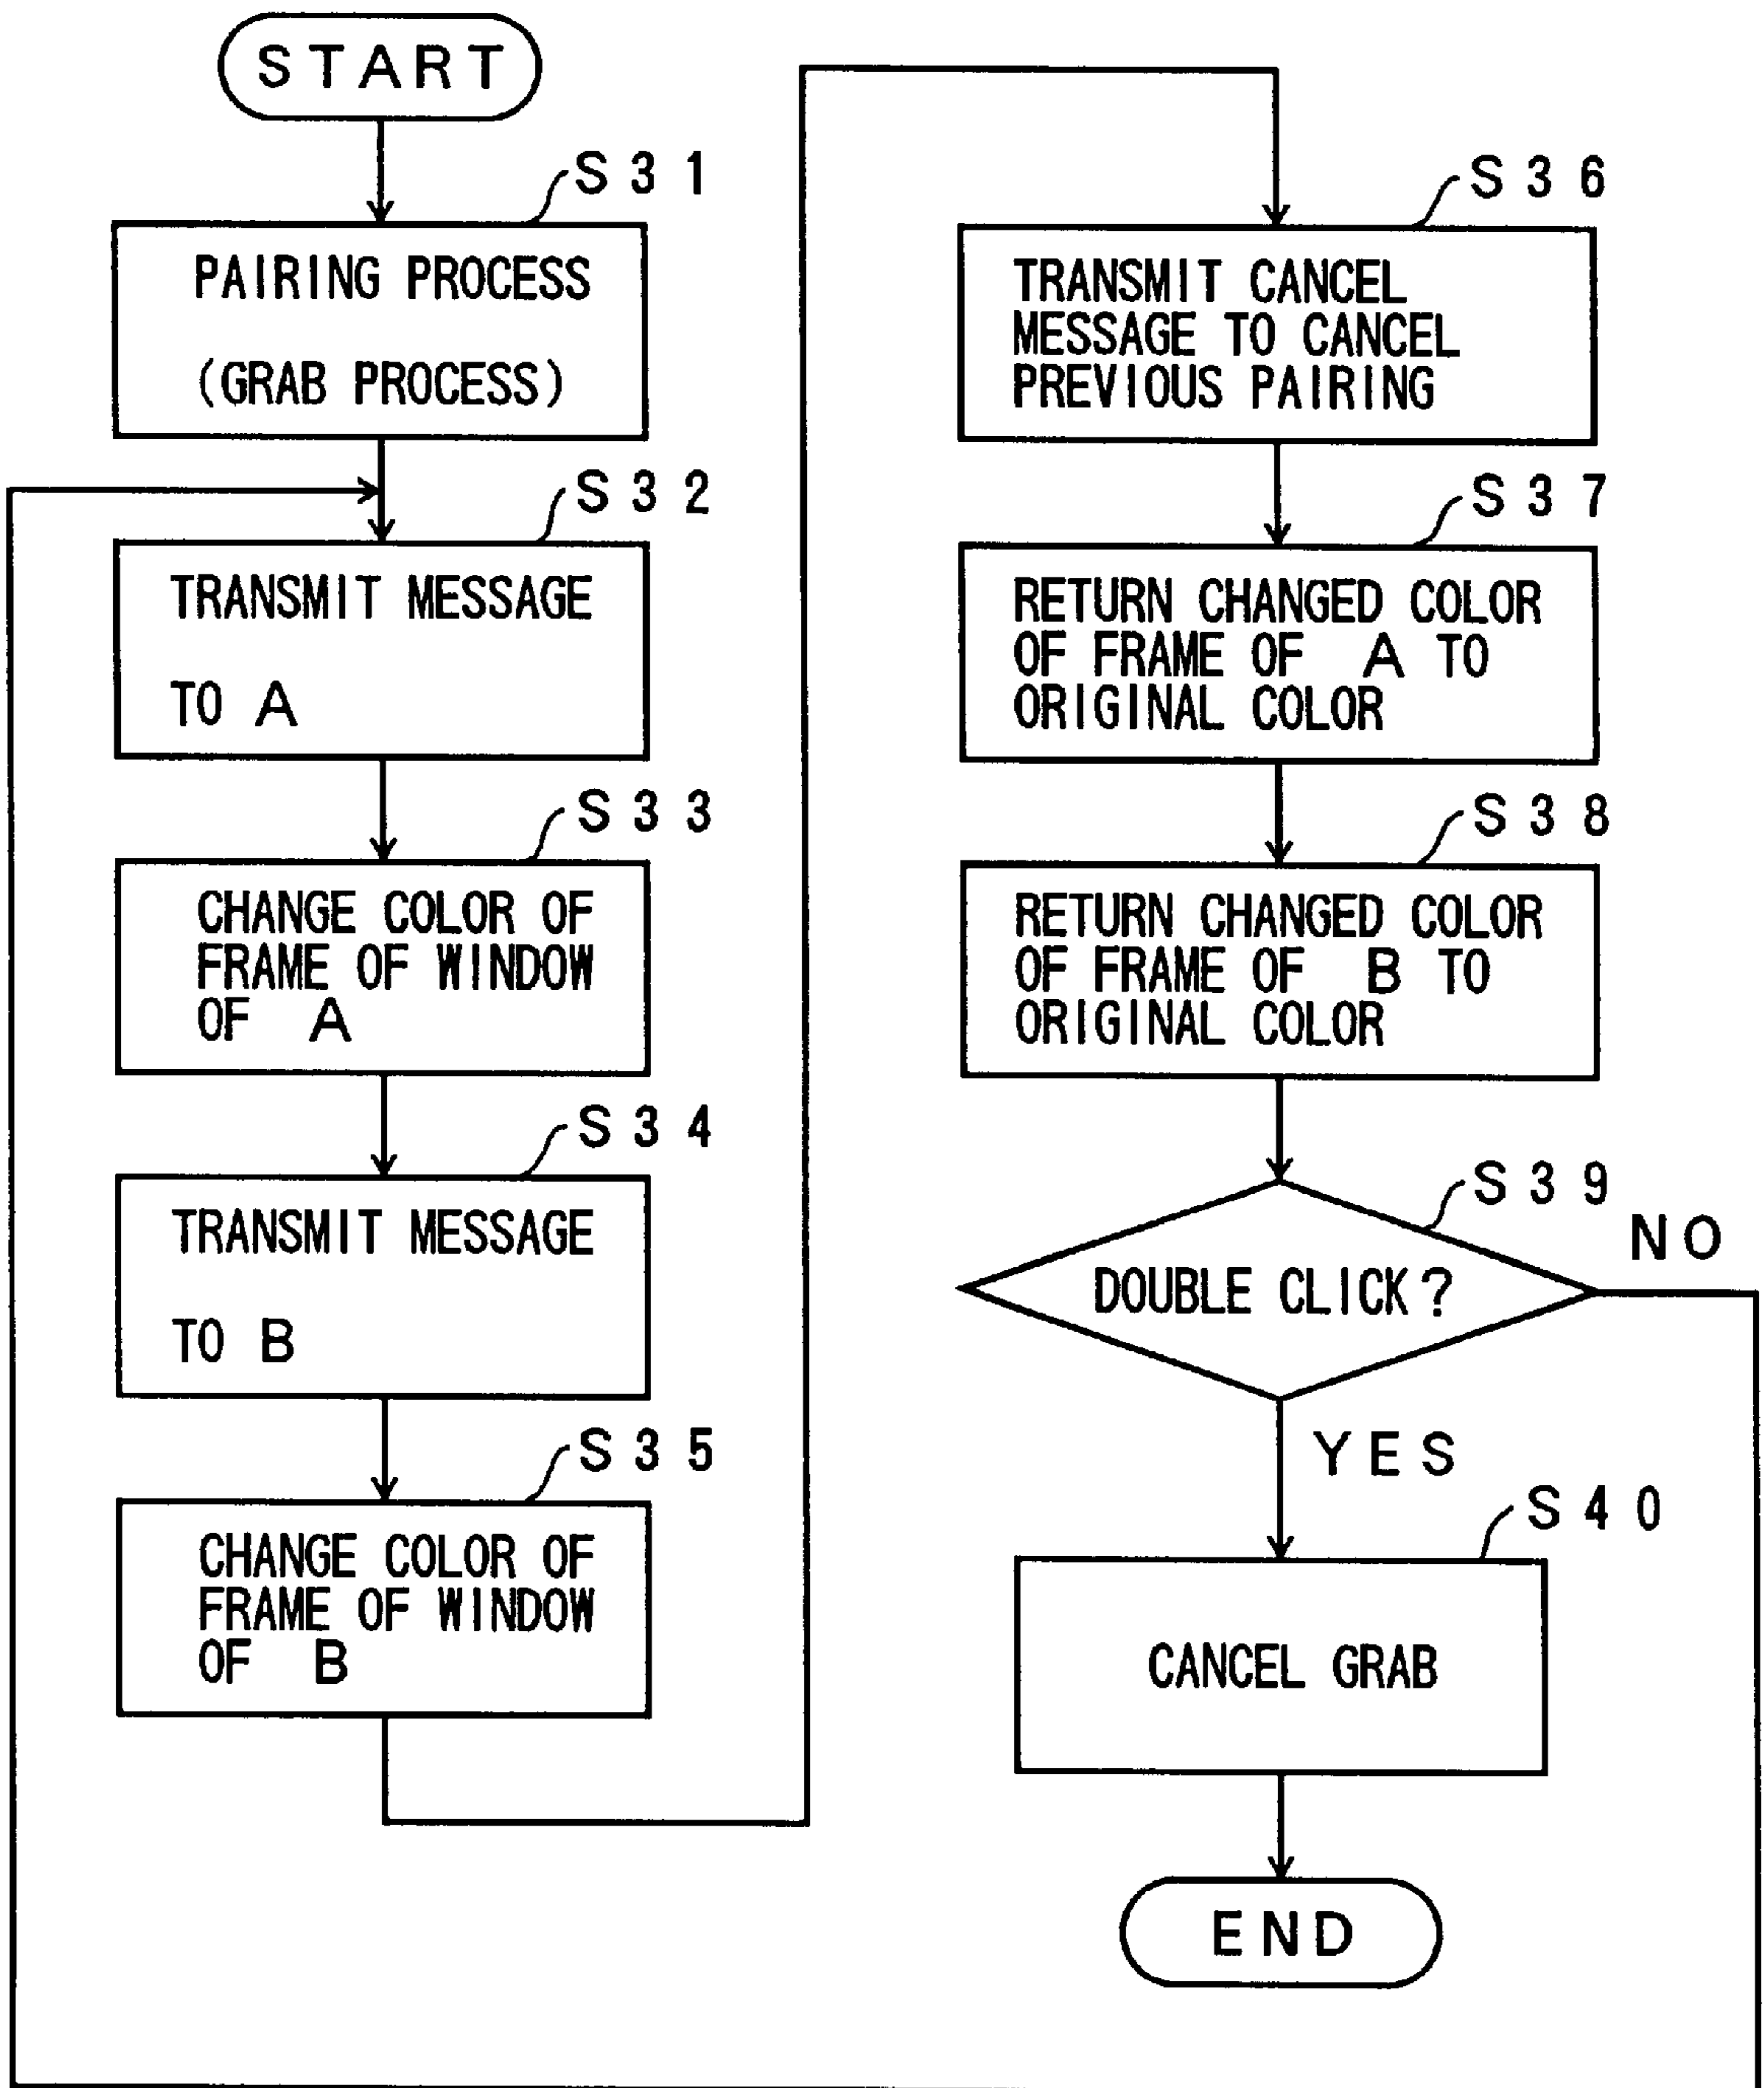 START
S31
PAIRING PROCESS
(GRAB PROCESS)
S32
TRANSMIT MESSAGE
TO A
S33
CHANGE COLOR OF
FRAME OF WINDOW
OF A
S34
TRANSMIT MESSAGE
TO B
S35
CHANGE COLOR OF
FRAME OF WINDOW
OF B
S36
TRANSMIT CANCEL
MESSAGE TO CANCEL
PREVIOUS PAIRING
S37
RETURN CHANGED COLOR
OF FRAME OF A TO
ORIGINAL COLOR
S38
RETURN CHANGED COLOR
OF FRAME OF B TO
ORIGINAL COLOR
S39
NO
DOUBLE CLICK?
YES
S40
CANCEL GRAB
END